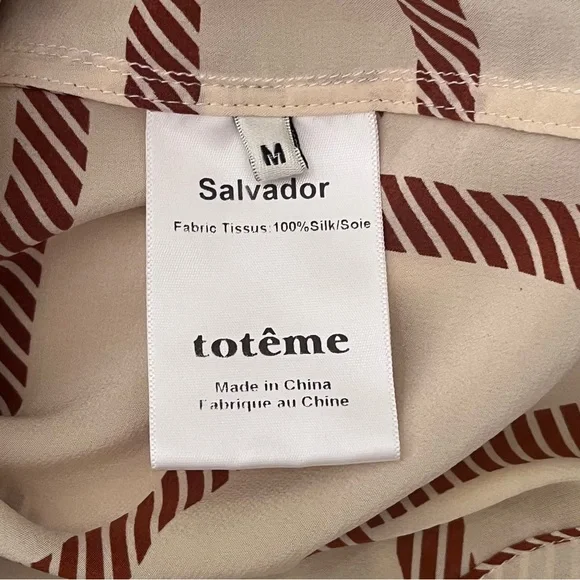 M
Salvador
Fabric Tissus:100%Silk/Soie
totême
Made in China
Fabrique au Chine